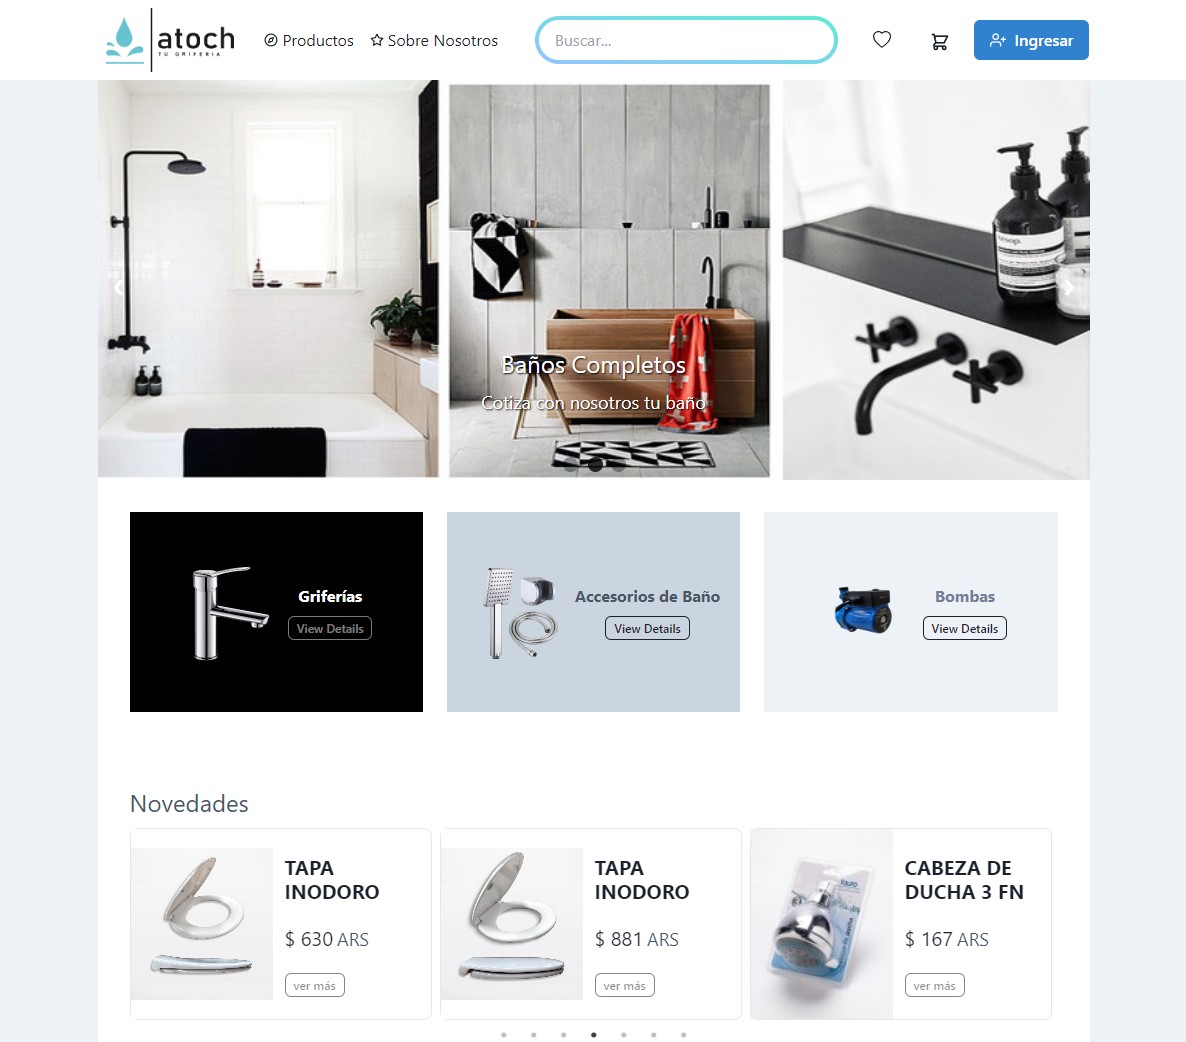 atoch
TU GRIFERIA
Productos
Sobre Nosotros
Buscar...
Ingresar
Aesop.
Baños Completos
Cotiza con nosotros tu baño
Griferías
View Details
Accesorios de Baño
View Details
Bombas
View Details
Novedades
TAPA
INODORO
$ 630 ARS
ver más
TAPA
INODORO
$ 881 ARS
ver más
CABEZA DE
DUCHA 3 FN
$ 167 ARS
ver más